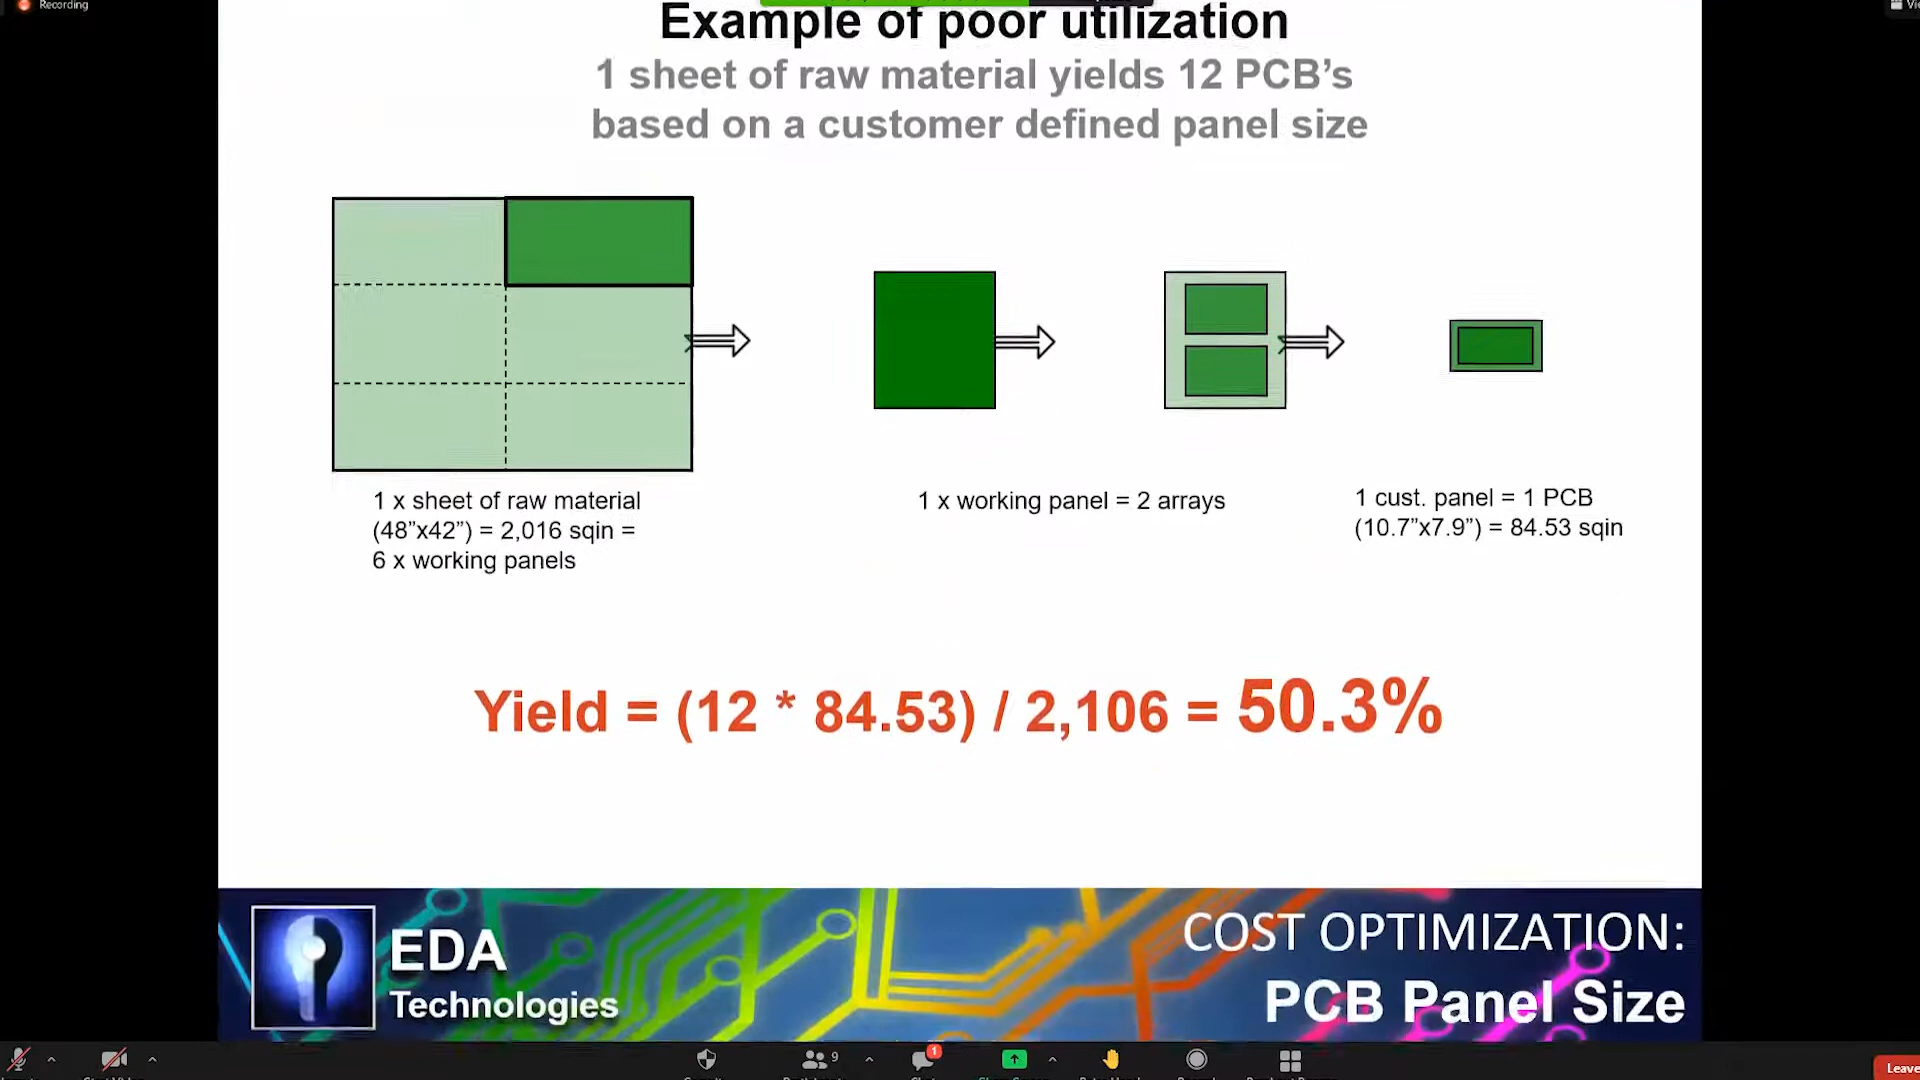 Recording
Example of poor utilization
1 sheet of raw material yields 12 PCB’s
based on a customer defined panel size
1 x sheet of raw material
(48”x42”) = 2,016 sqin =
6 x working panels
1 x working panel = 2 arrays
1 cust. panel = 1 PCB
(10.7”x7.9”) = 84.53 sqin
Yield = (12 * 84.53) / 2,106 = 50.3%
EDA
Technologies
COST OPTIMIZATION:
PCB Panel Size
9
1
Leave